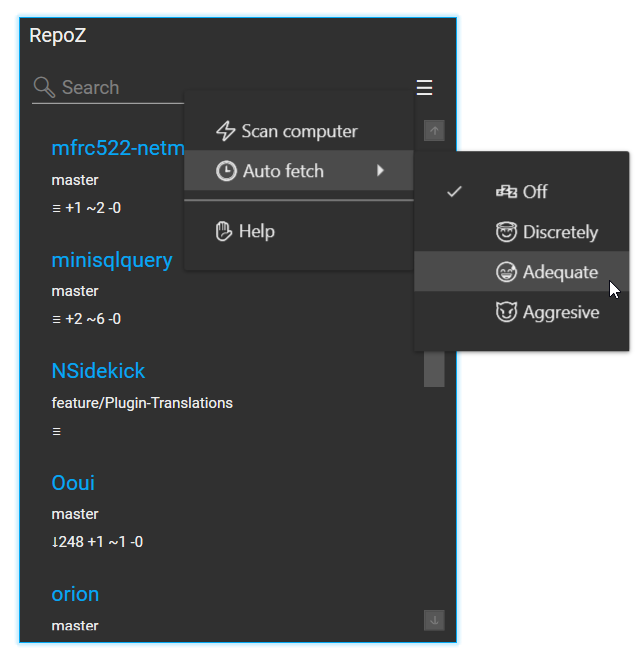 RepoZ
Search
Scan computer
Auto fetch
Help
Off
Discretely
Adequate
Aggresive
mfrc522-netm
master
≡ +1 ~2 -0
minisqlquery
master
≡ +2 ~6 -0
NSidekick
feature/Plugin-Translations
≡
Ooui
master
↓248 +1 ~1 -0
orion
master